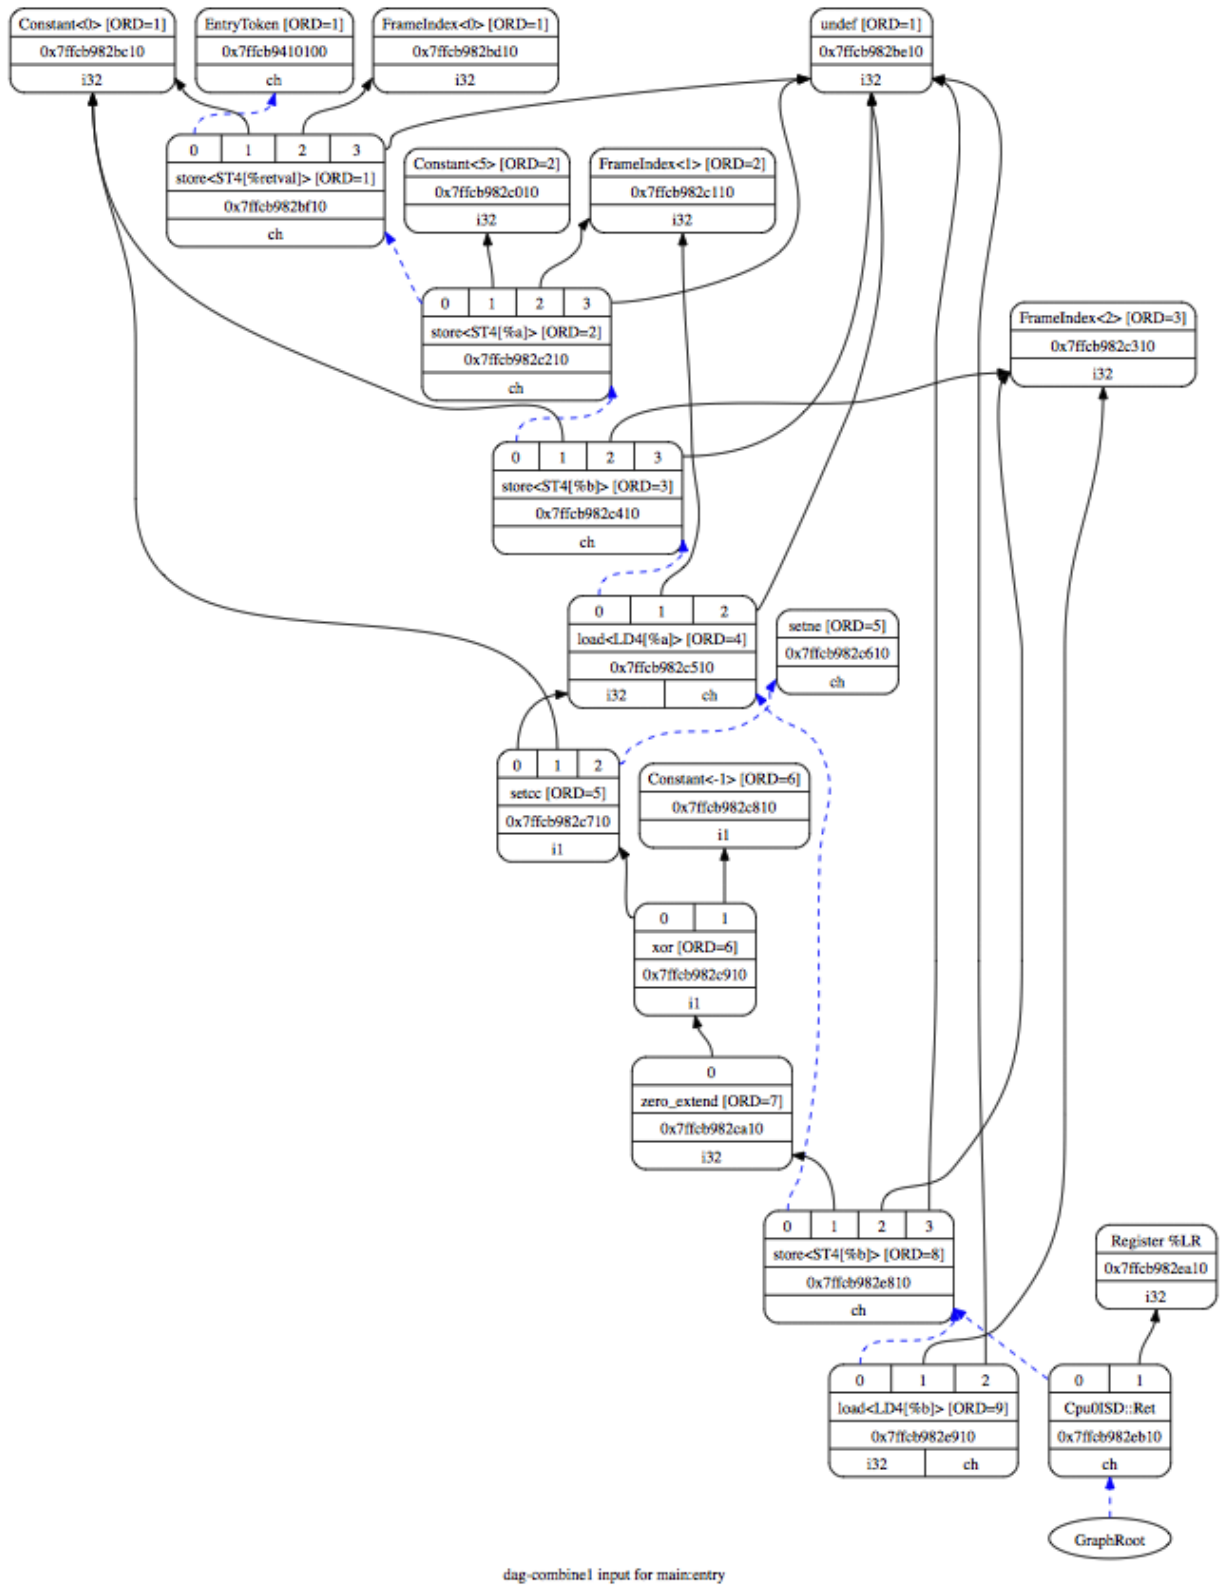 Constant<0> [ORD=1]
0x7ffcb982bc10
i32
EntryToken [ORD=1]
0x7ffcb9410100
ch
FrameIndex<0> [ORD=1]
0x7ffcb982bd10
i32
undef [ORD=1]
0x7ffcb982be10
i32
0 1 2 3
store<ST4[%retval]> [ORD=1]
0x7ffcb982bf10
ch
Constant<5> [ORD=2]
0x7ffcb982c010
i32
FrameIndex<1> [ORD=2]
0x7ffcb982c110
i32
0 1 2 3
store<ST4[%a]> [ORD=2]
0x7ffcb982c210
ch
FrameIndex<2> [ORD=3]
0x7ffcb982c310
i32
0 1 2 3
store<ST4[%b]> [ORD=3]
0x7ffcb982c410
ch
0 1 2
load<LD4[%a]> [ORD=4]
0x7ffcb982c510
i32 ch
setne [ORD=5]
0x7ffcb982c610
ch
0 1 2
setcc [ORD=5]
0x7ffcb982c710
i1
Constant<-1> [ORD=6]
0x7ffcb982c810
i1
0 1
xor [ORD=6]
0x7ffcb982c910
i1
0
zero_extend [ORD=7]
0x7ffcb982ca10
i32
0 1 2 3
store<ST4[%b]> [ORD=8]
0x7ffcb982e810
ch
Register %LR
0x7ffcb982ea10
i32
0 1 2
load<LD4[%b]> [ORD=9]
0x7ffcb982e910
i32 ch
0 1
Cpu0ISD::Ret
0x7ffcb982eb10
ch
GraphRoot
dag-combine1 input for main:entry